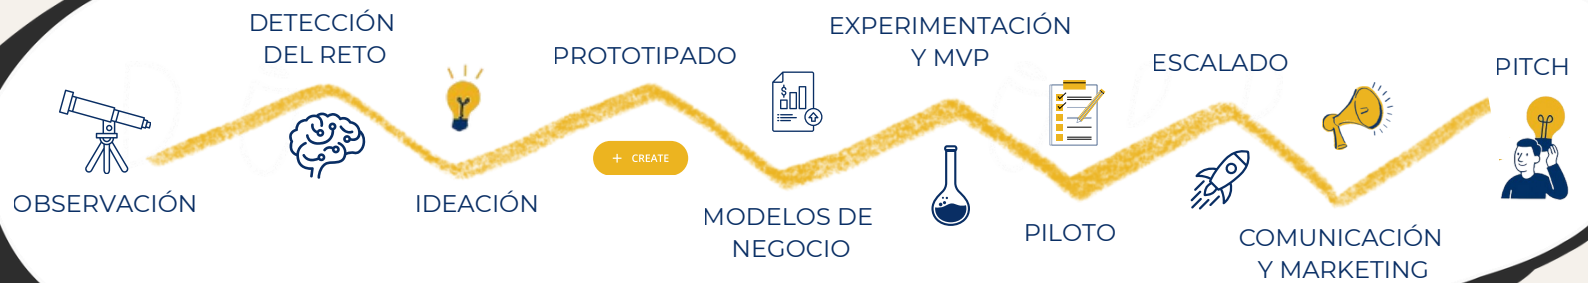 OBSERVACIÓN
DETECCIÓN
DEL RETO
IDEACIÓN
PROTOTIPADO
+ CREATE
MODELOS DE
NEGOCIO
EXPERIMENTACIÓN
Y MVP
PILOTO
ESCALADO
COMUNICACIÓN
Y MARKETING
PITCH